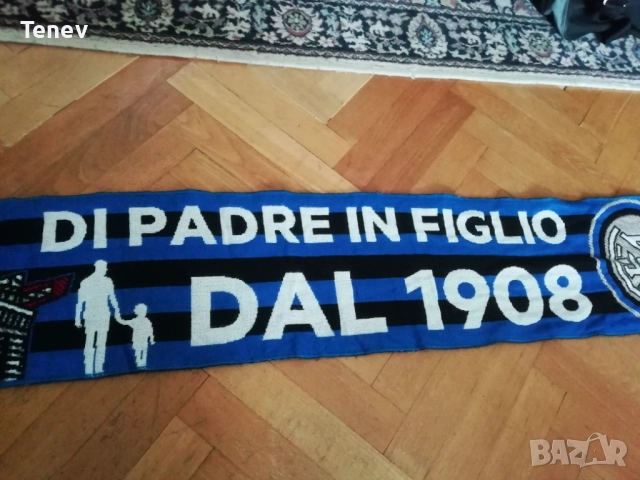 Tenev
DI PADRE IN FIGLIO
DAL 1908
BAZAR